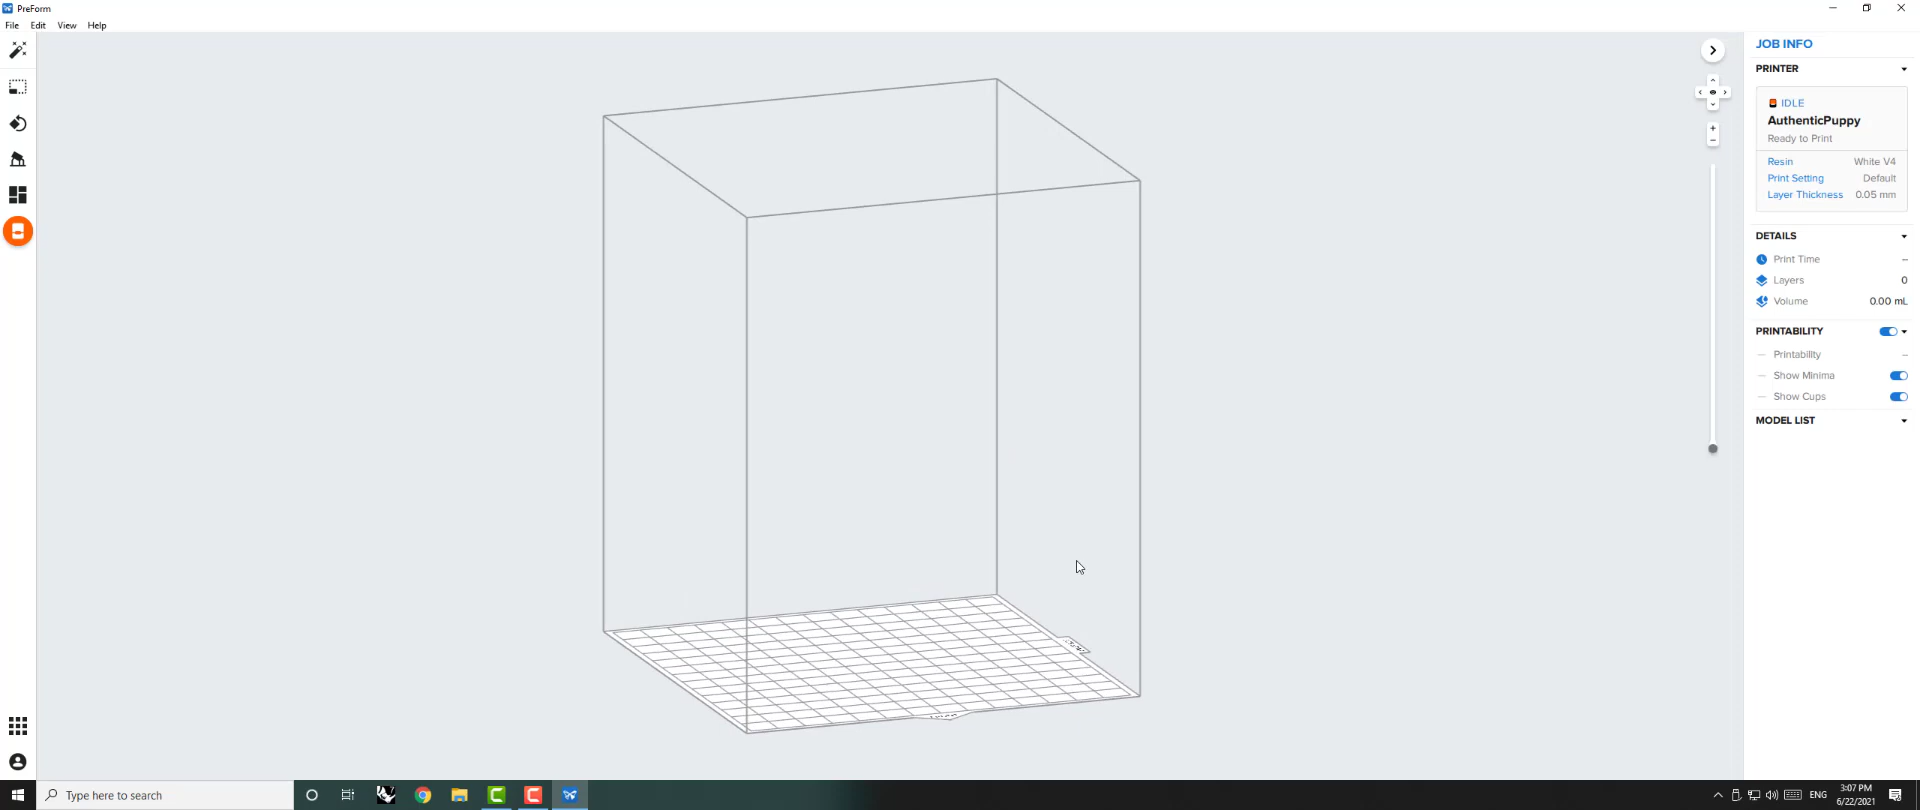 PreForm
File Edit View Help
JOB INFO
PRINTER
IDLE
AuthenticPuppy
Ready to Print
Resin White V4
Print Setting Default
Layer Thickness 0.05 mm
DETAILS
Print Time --
Layers 0
Volume 0.00 mL
PRINTABILITY
Printability --
Show Minima
Show Cups
MODEL LIST
Type here to search
ENG
3:07 PM
6/22/2021